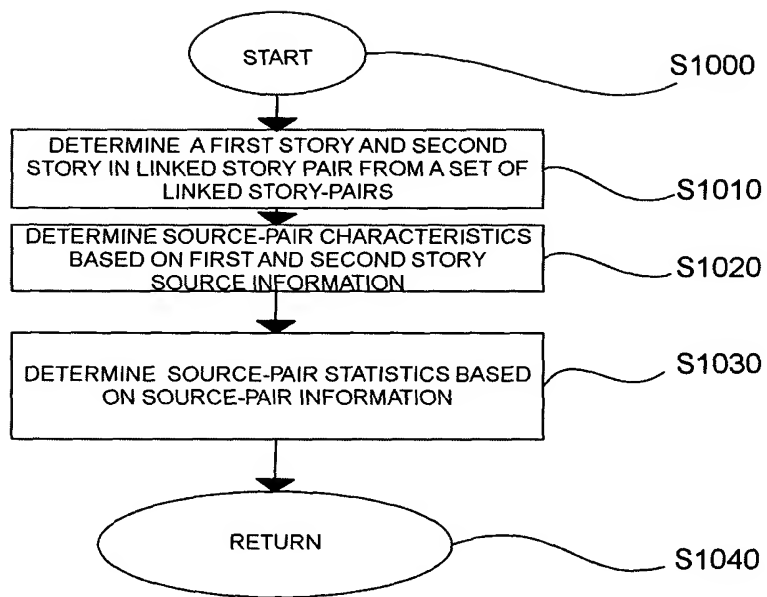 START
S1000
DETERMINE A FIRST STORY AND SECOND
STORY IN LINKED STORY PAIR FROM A SET OF
LINKED STORY-PAIRS
S1010
DETERMINE SOURCE-PAIR CHARACTERISTICS
BASED ON FIRST AND SECOND STORY
SOURCE INFORMATION
S1020
DETERMINE SOURCE-PAIR STATISTICS BASED
ON SOURCE-PAIR INFORMATION
S1030
RETURN
S1040